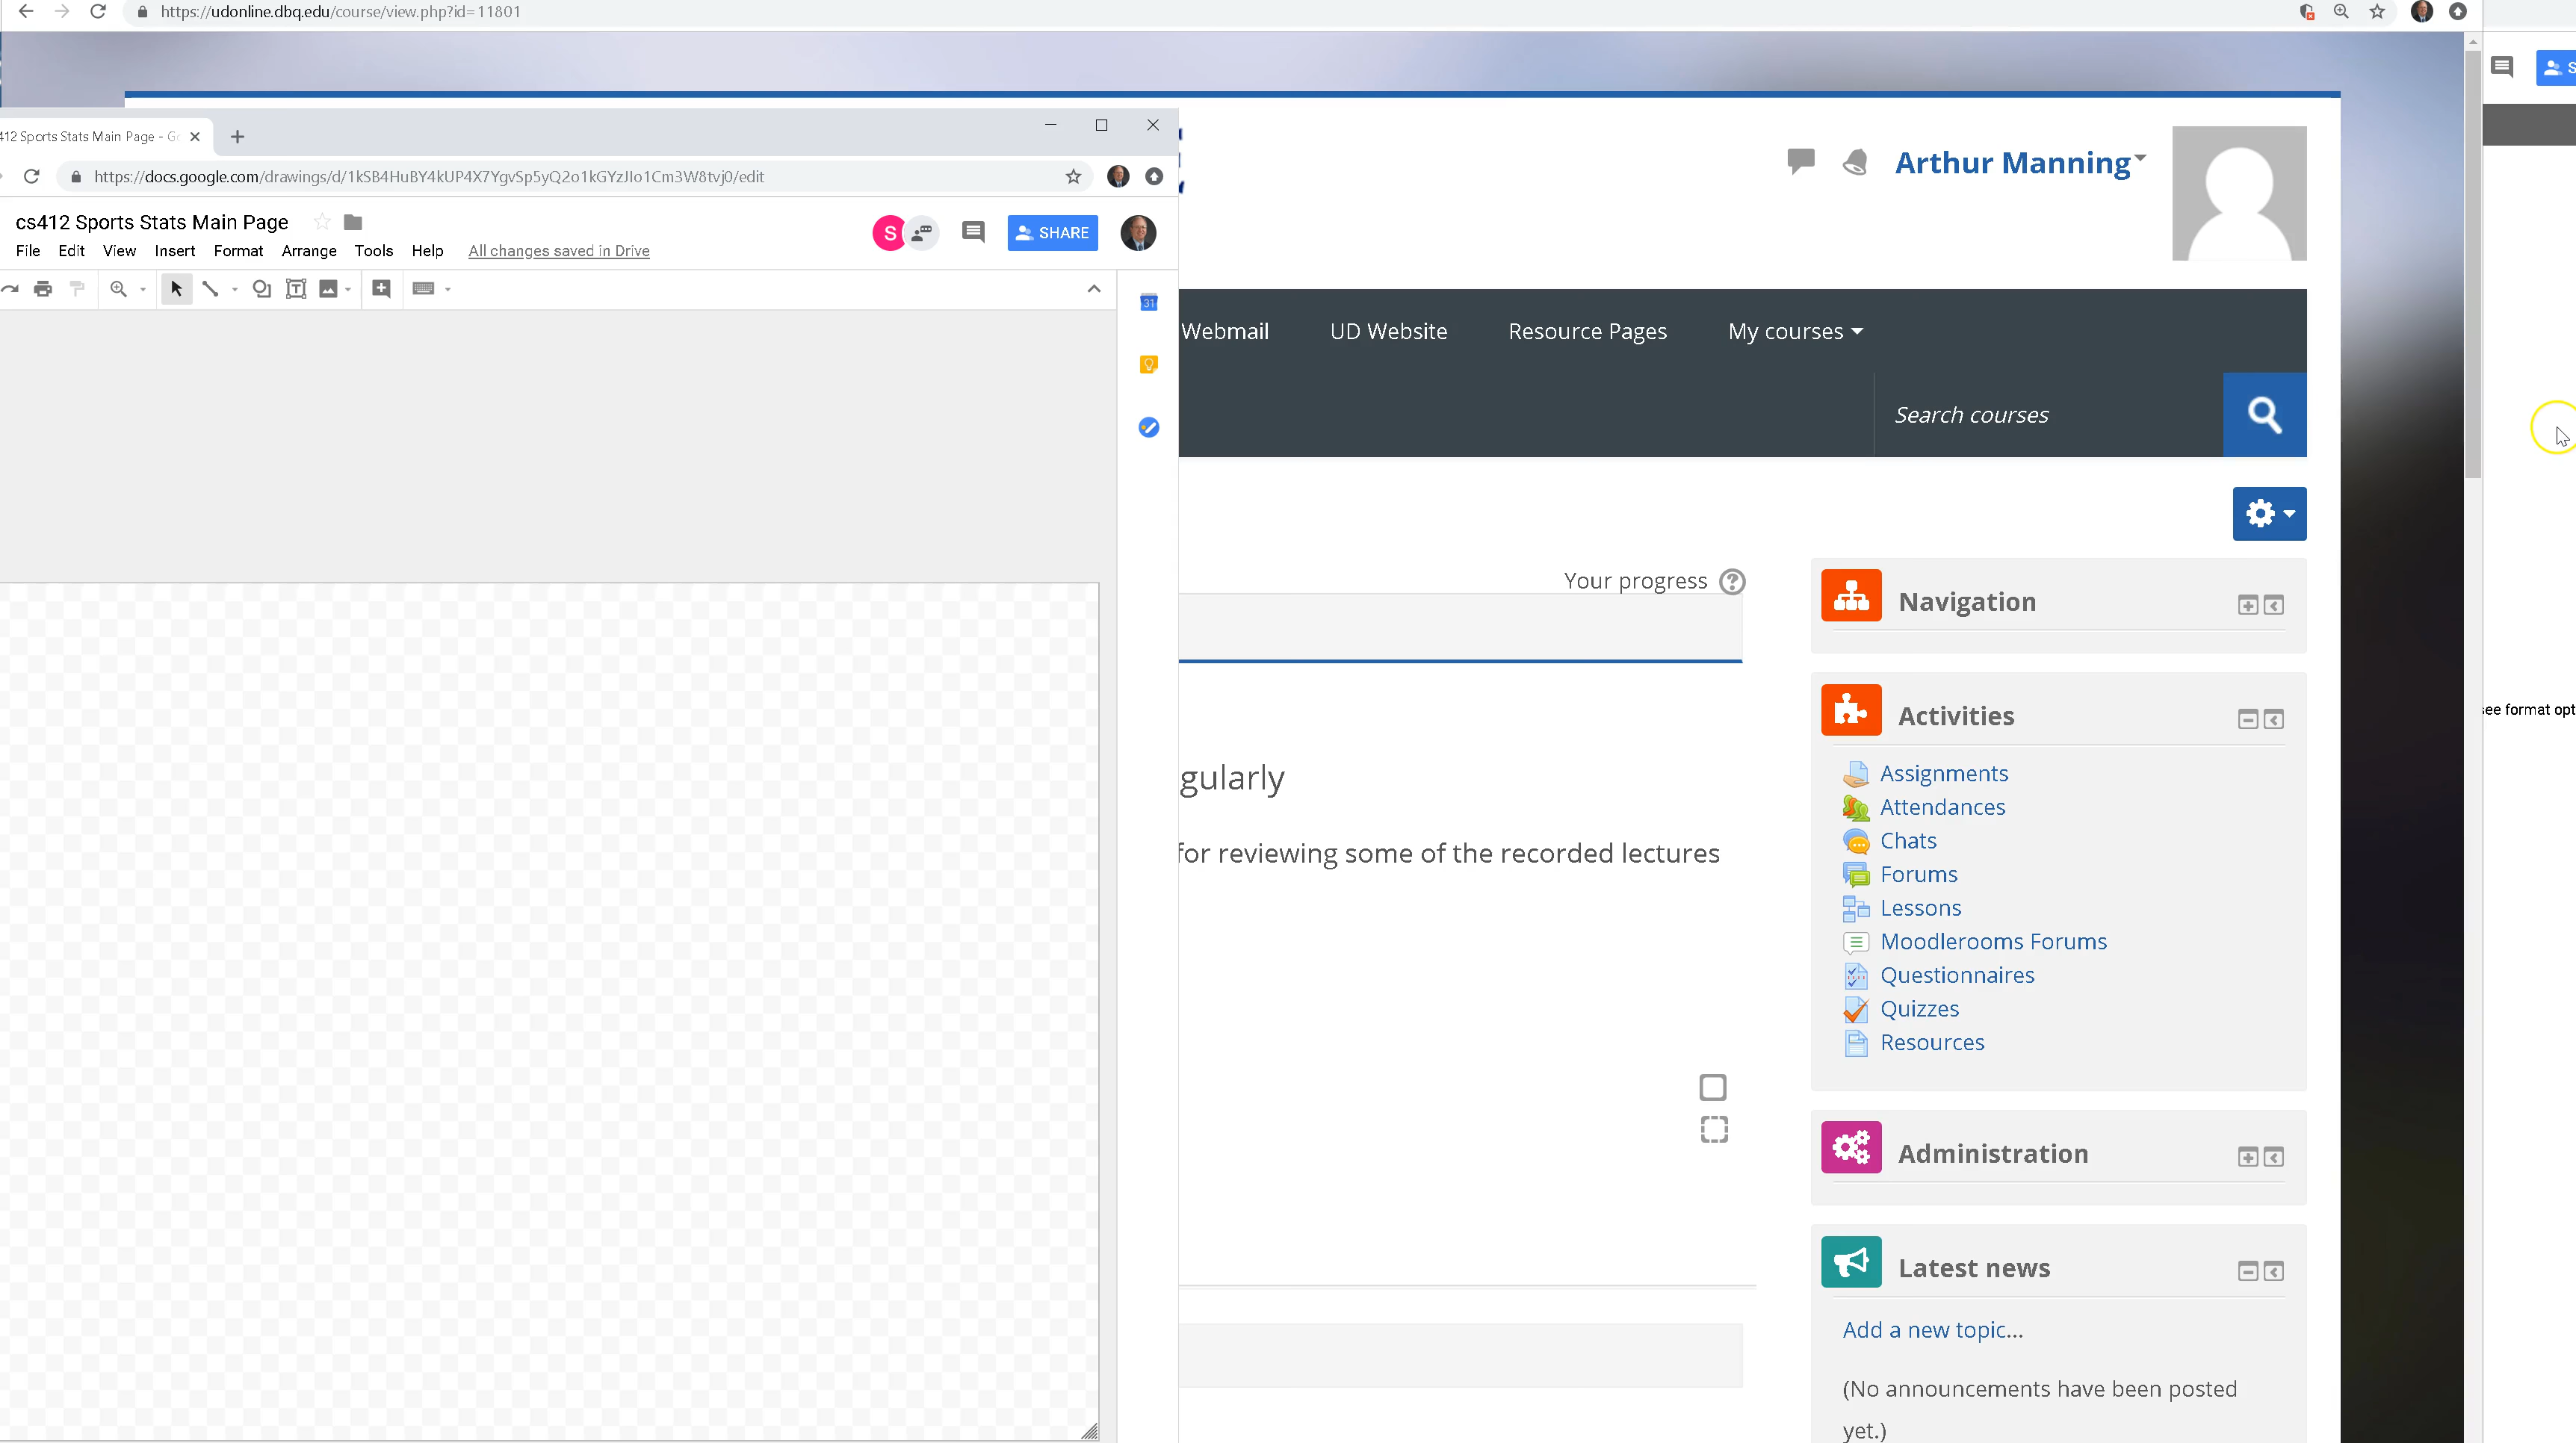 https://udonline.dbq.edu/course/view.php?id=11801
412 Sports Stats Main Page - Go
https://docs.google.com/drawings/d/1kSB4HuBY4kUP4X7YgvSp5yQ2o1kGYzJIo1Cm3W8tvj0/edit
cs412 Sports Stats Main Page
S
SHARE
File Edit View Insert Format Arrange Tools Help All changes saved in Drive
31
Arthur Manning
Webmail UD Website Resource Pages My courses
Search courses
Your progress
Navigation
Activities
see format opt
Assignments
gularly
Attendances
Chats
for reviewing some of the recorded lectures
Forums
Lessons
Moodlerooms Forums
Questionnaires
Quizzes
Resources
Administration
Latest news
Add a new topic...
(No announcements have been posted
yet.)